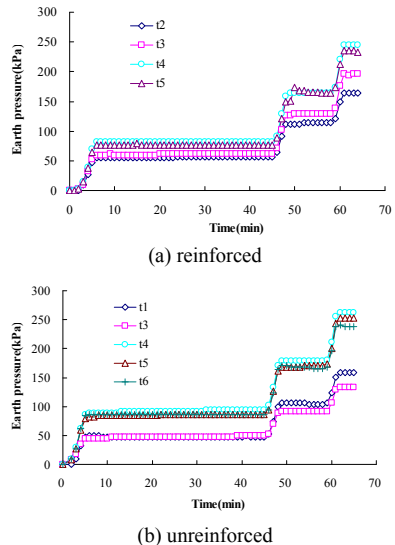 300
250
200
150
100
50
0
Earth pressure(kPa)
t2
t3
t4
t5
0 10 20 30 40 50 60 70
Time(min)
(a) reinforced
300
250
200
150
100
50
0
Earth pressure(kPa)
t1
t3
t4
t5
t6
0 10 20 30 40 50 60 70
Time(min)
(b) unreinforced